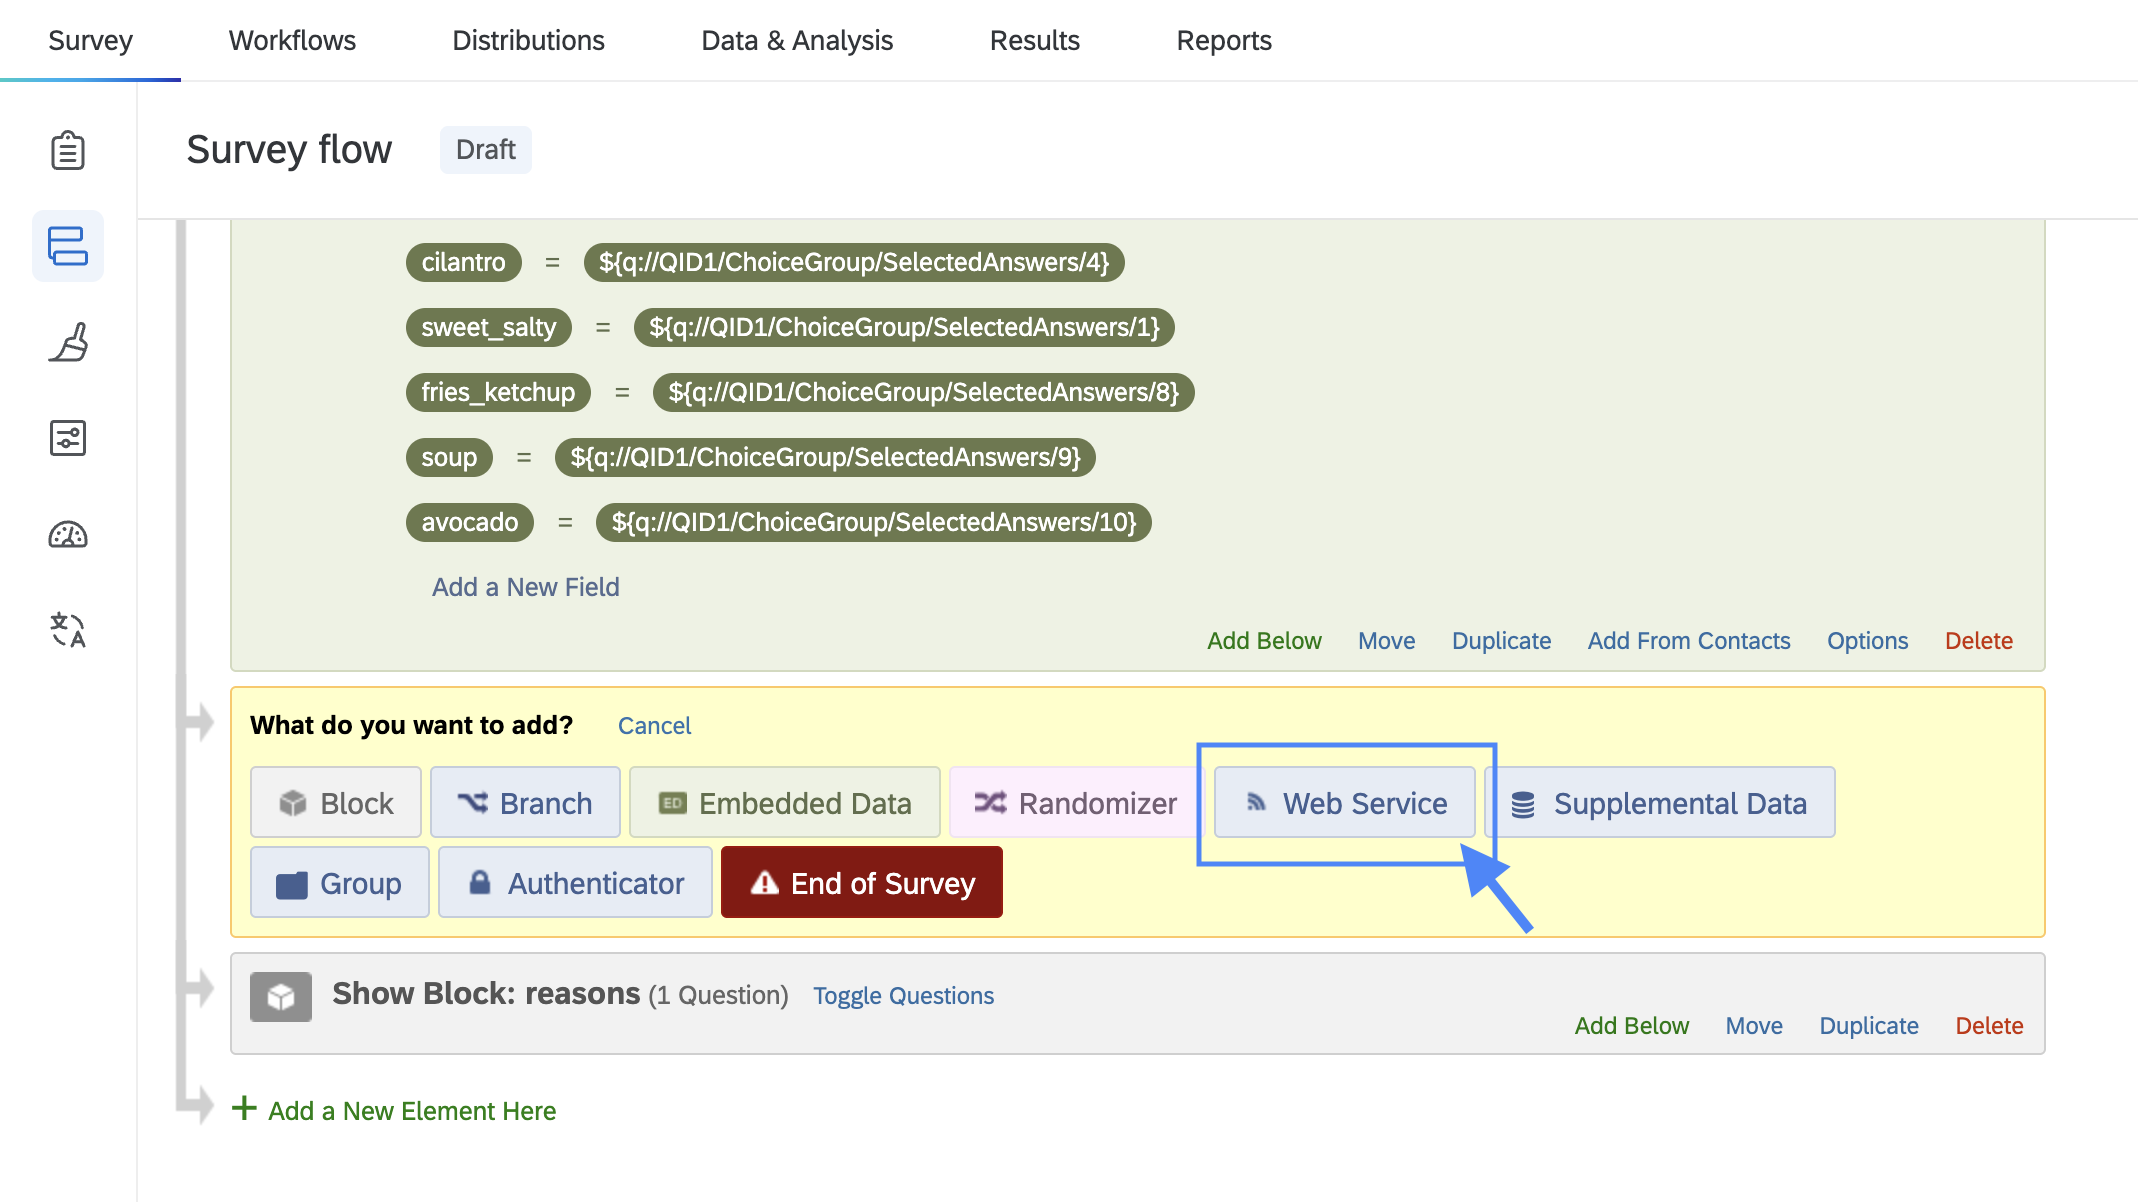 Survey Workflows Distributions Data & Analysis Results Reports
Survey flow Draft
cilantro = ${q://QID1/ChoiceGroup/SelectedAnswers/4}
sweet_salty = ${q://QID1/ChoiceGroup/SelectedAnswers/1}
fries_ketchup = ${q://QID1/ChoiceGroup/SelectedAnswers/8}
soup = ${q://QID1/ChoiceGroup/SelectedAnswers/9}
avocado = ${q://QID1/ChoiceGroup/SelectedAnswers/10}
Add a New Field
Add Below Move Duplicate Add From Contacts Options Delete
What do you want to add? Cancel
Block Branch ED Embedded Data Randomizer Web Service Supplemental Data
Group Authenticator End of Survey
Show Block: reasons (1 Question) Toggle Questions
Add Below Move Duplicate Delete
+ Add a New Element Here